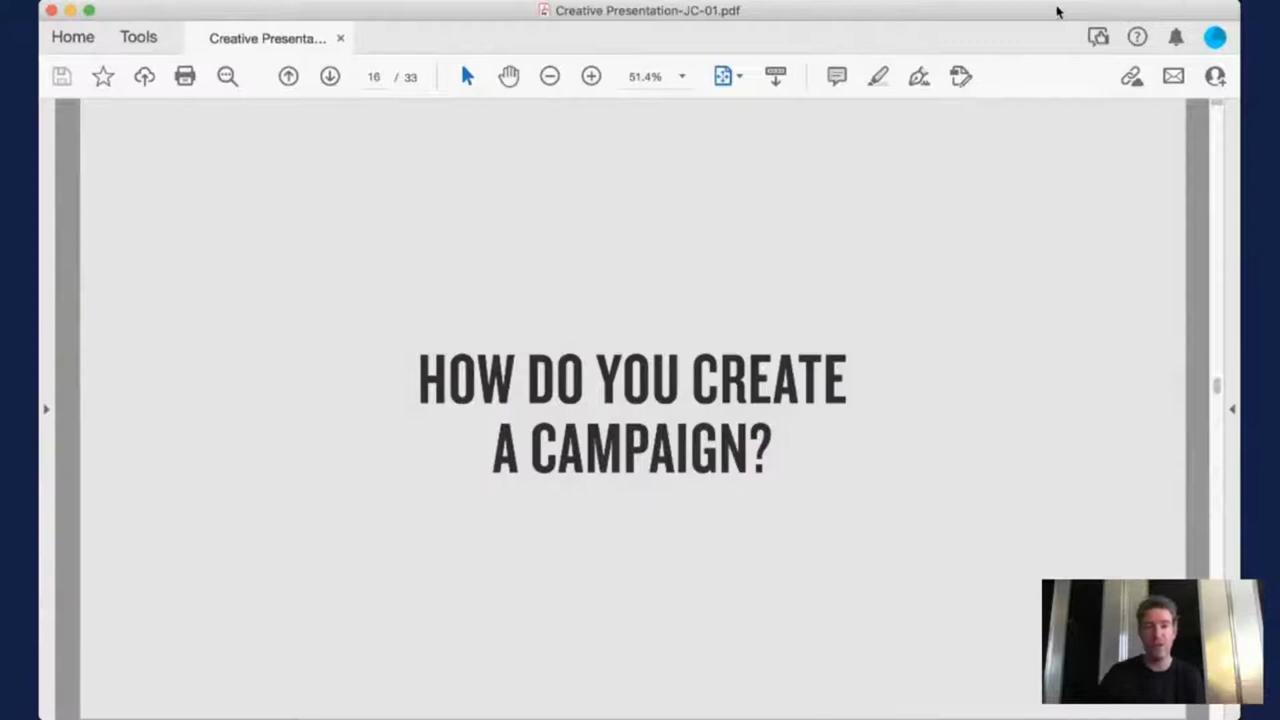 Creative Presentation-JC-01.pdf
Home
Tools
Creative Presenta...
16 / 33
51.4%
HOW DO YOU CREATE
A CAMPAIGN?